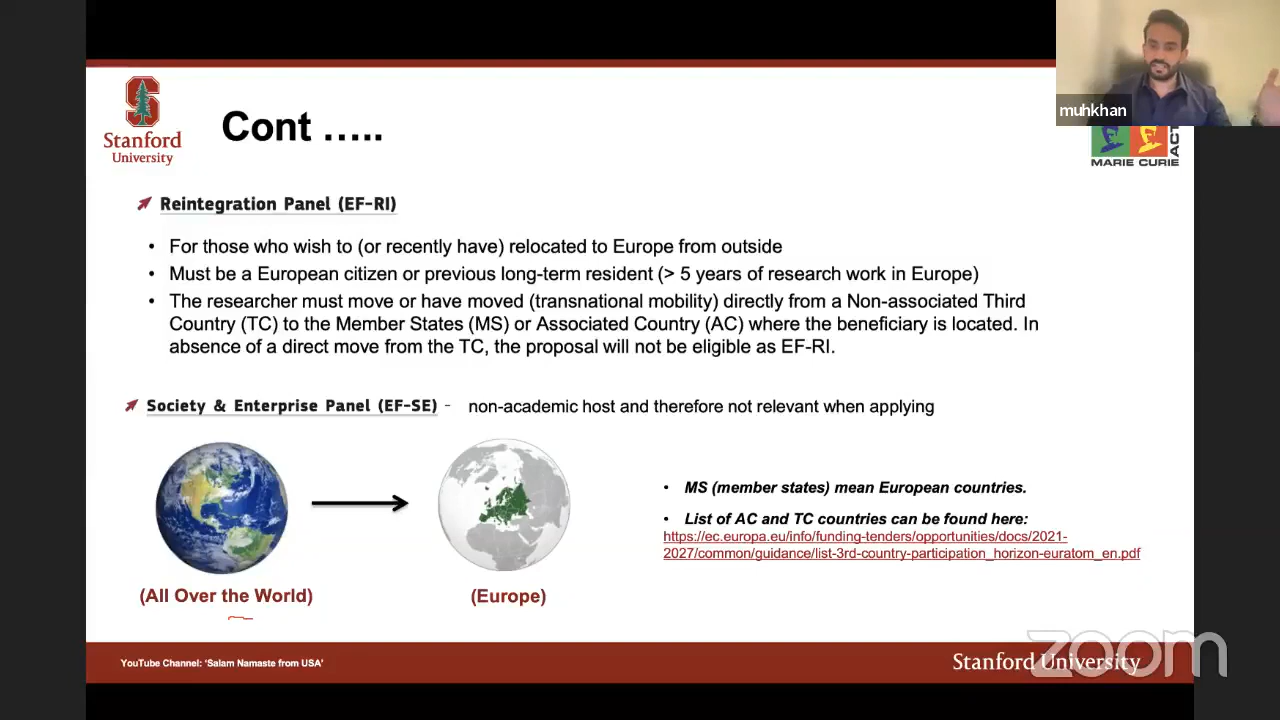 muhkhan
Stanford
University
Cont …..
MARIE CURIE
ACT
Reintegration Panel (EF-RI)
• For those who wish to (or recently have) relocated to Europe from outside
• Must be a European citizen or previous long-term resident (> 5 years of research work in Europe)
• The researcher must move or have moved (transnational mobility) directly from a Non-associated Third
Country (TC) to the Member States (MS) or Associated Country (AC) where the beneficiary is located. In
absence of a direct move from the TC, the proposal will not be eligible as EF-RI.
Society & Enterprise Panel (EF-SE) - non-academic host and therefore not relevant when applying
(All Over the World)
(Europe)
• MS (member states) mean European countries.
• List of AC and TC countries can be found here:
https://ec.europa.eu/info/funding-tenders/opportunities/docs/2021-
2027/common/guidance/list-3rd-country-participation_horizon-euratom_en.pdf
YouTube Channel: 'Salam Namaste from USA'
Stanford University
zoom